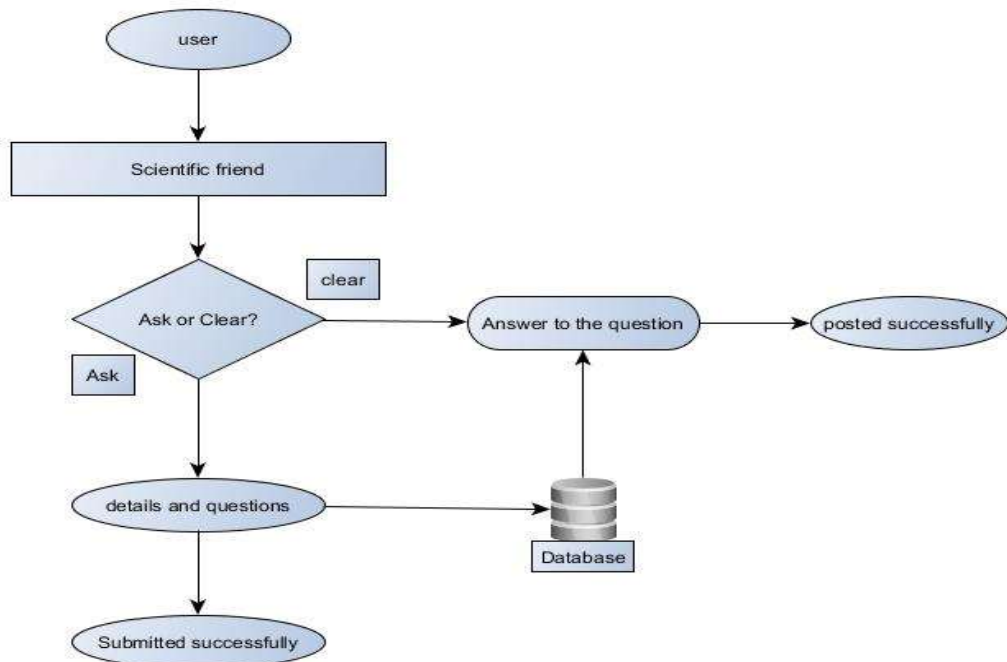 user
Scientific friend
clear
Ask or Clear?
Answer to the question
posted successfully
Ask
details and questions
Database
Submitted successfully